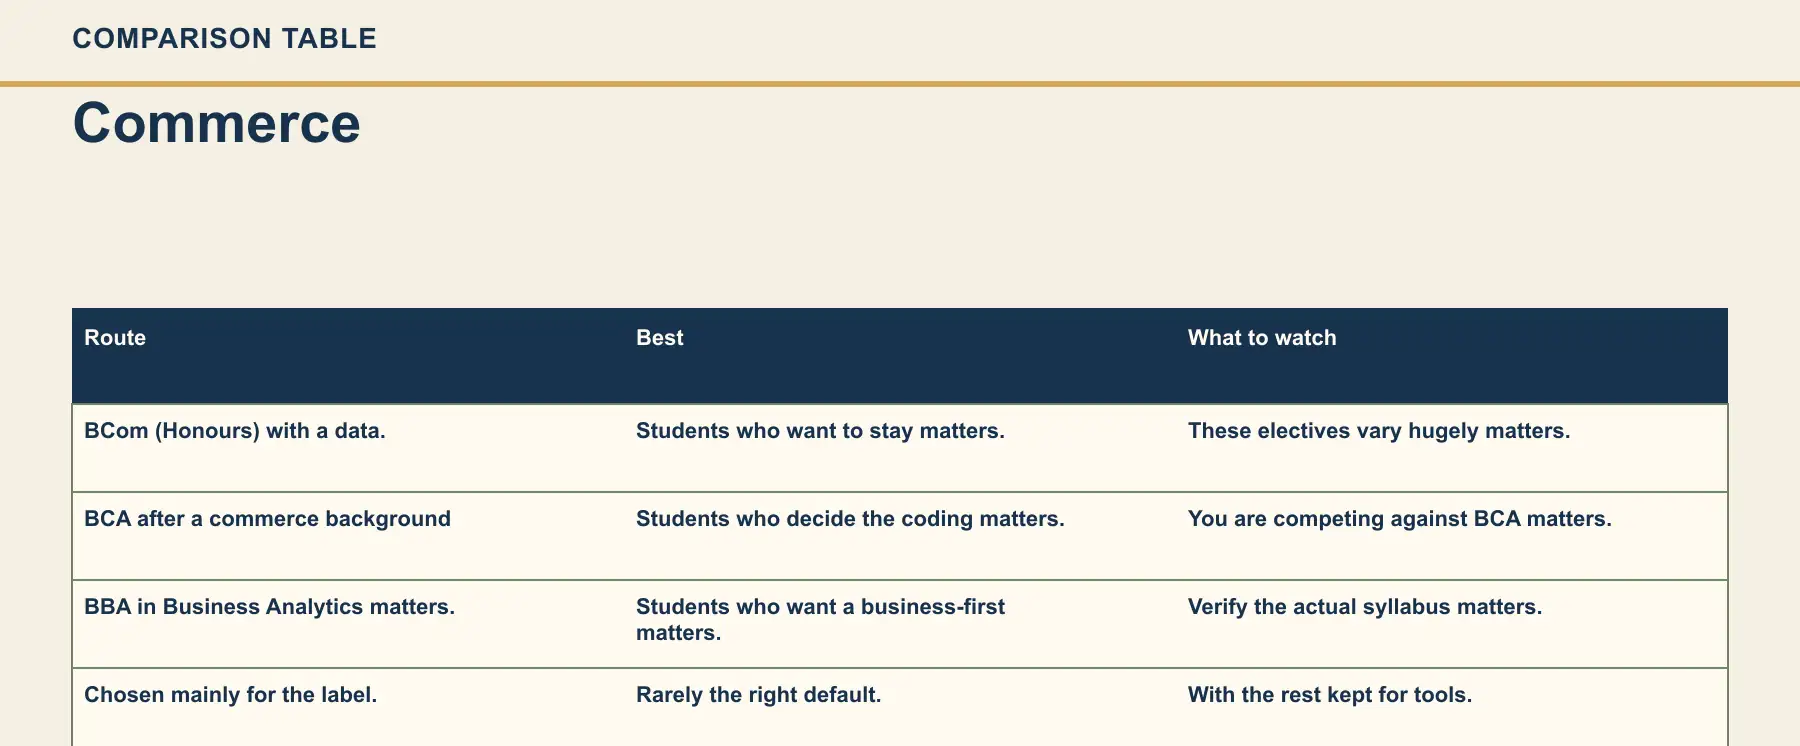 COMPARISON TABLE
Commerce
Route Best What to watch
BCom (Honours) with a data. Students who want to stay matters. These electives vary hugely matters.
BCA after a commerce background Students who decide the coding matters. You are competing against BCA matters.
BBA in Business Analytics matters. Students who want a business-first Verify the actual syllabus matters.
matters.
Chosen mainly for the label. Rarely the right default. With the rest kept for tools.